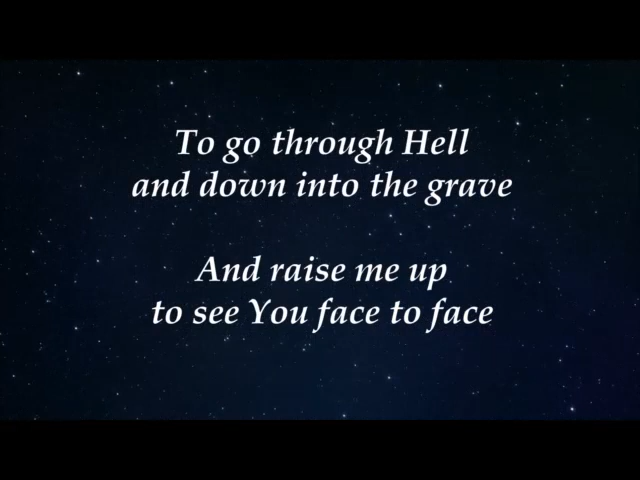 To go through Hell
and down into the grave
And raise me up
to see You face to face